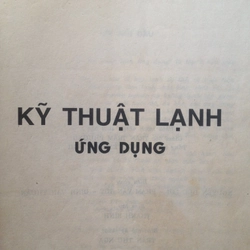 KỸ THUẬT LẠNH
ỨNG DỤNG